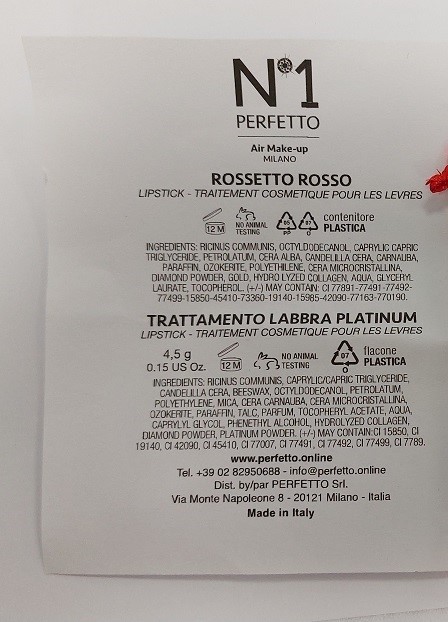 N°1
PERFETTO
Air Make-up
MILANO
ROSSETTO ROSSO
LIPSTICK - TRAITEMENT COSMETIQUE POUR LES LEVRES
12 M NO ANIMAL TESTING 05 PP 07 O contenitore PLASTICA
INGREDIENTS: RICINUS COMMUNIS, OCTYLDODECANOL, CAPRYLIC CAPRIC
TRIGLYCERIDE, PETROLATUM, CERA ALBA, CANDELILLA CERA, CARNAUBA,
PARAFFIN, OZOKERITE, POLYETHILENE, CERA MICROCRISTALLINA,
DIAMOND POWDER, GOLD, HYDRO LYZED COLLAGEN, AQUA, GLYCERYL
LAURATE, TOCOPHEROL. (+/-) MAY CONTAIN: CI 77891-77491-77492-
77499-15850-45410-73360-19140-15985-42090-77163-770190.
TRATTAMENTO LABBRA PLATINUM
LIPSTICK - TRAITEMENT COSMETIQUE POUR LES LEVRES
4,5 g
0.15 US Oz. 12 M NO ANIMAL TESTING 07 O flacone PLASTICA
INGREDIENTS: RICINUS COMMUNIS, CAPRYLIC/CAPRIC TRIGLYCERIDE,
CANDELILLA CERA, BEESWAX, OCTYLDODECANOL, PETROLATUM,
POLYETHYLENE, MICA, CERA CARNAUBA, CERA MICROCRISTALLINA,
OZOKERITE, PARAFFIN, TALC, PARFUM, TOCOPHERYL ACETATE, AQUA,
CAPRYLYL GLYCOL, PHENETHYL ALCOHOL, HYDROLYZED COLLAGEN,
DIAMOND POWDER, PLATINUM POWDER. (+/-) MAY CONTAIN:CI 15850, CI
19140, CI 42090, CI 45410, CI 77007, CI 77491, CI 77492, CI 77499, CI 7789.
www.perfetto.online
Tel. +39 02 82950688 - info@perfetto.online
Dist. by/par PERFETTO Srl.
Via Monte Napoleone 8 - 20121 Milano - Italia
Made in Italy